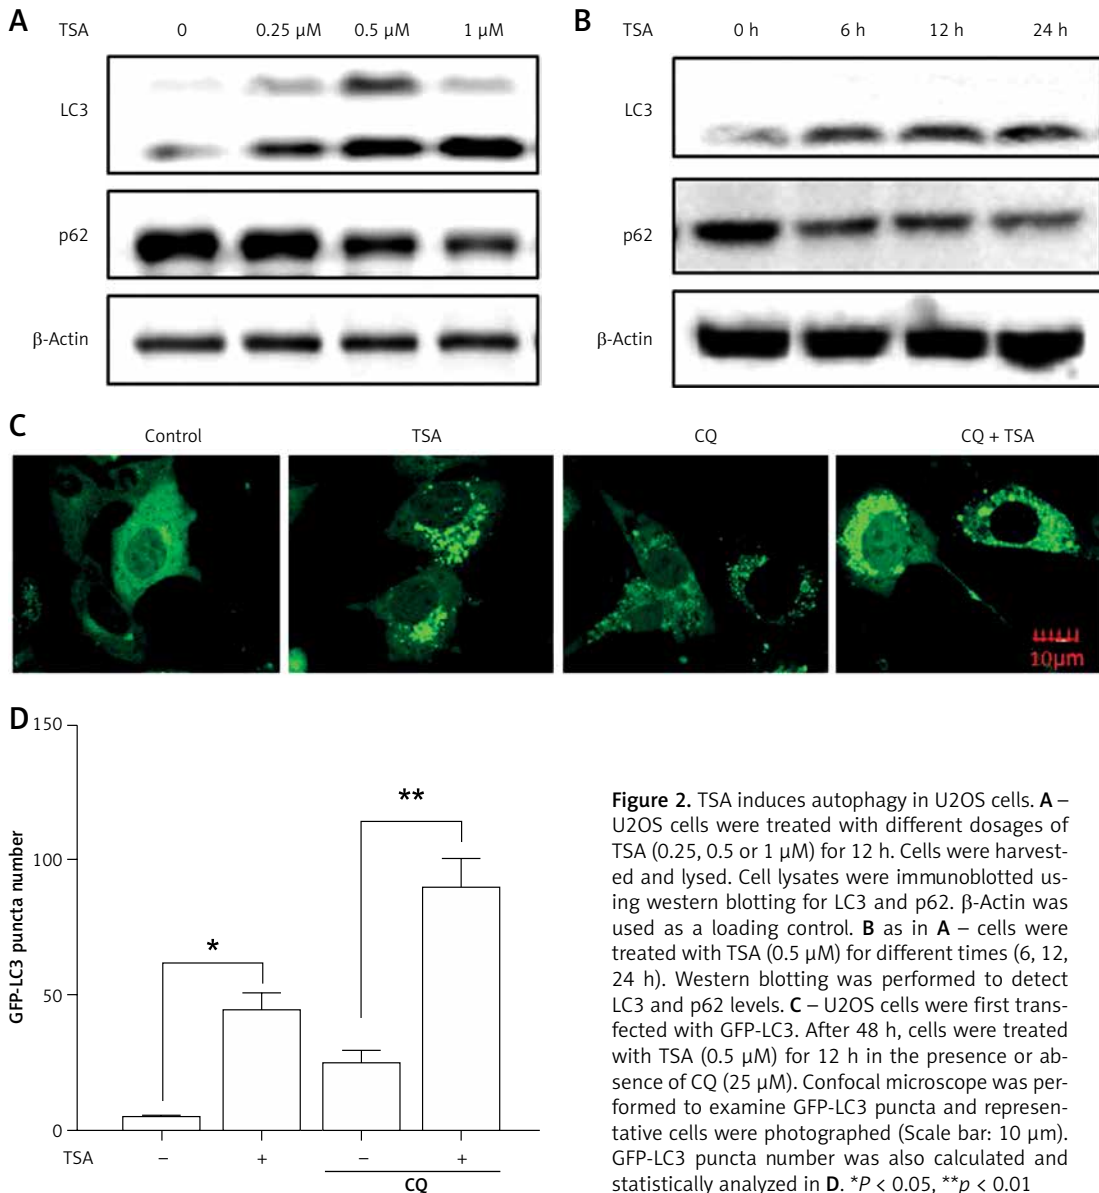 A
TSA 0 0.25 μM 0.5 μM 1 μM
LC3
p62
β-Actin
B
TSA 0 h 6 h 12 h 24 h
LC3
p62
β-Actin
C
Control TSA CQ CQ + TSA
10μm
D
150
100
50
0
GFP-LC3 puncta number
*
**
TSA – + – +
CQ
Figure 2. TSA induces autophagy in U2OS cells. A –
U2OS cells were treated with different dosages of
TSA (0.25, 0.5 or 1 μM) for 12 h. Cells were harvest-
ed and lysed. Cell lysates were immunoblotted us-
ing western blotting for LC3 and p62. β-Actin was
used as a loading control. B as in A – cells were
treated with TSA (0.5 μM) for different times (6, 12,
24 h). Western blotting was performed to detect
LC3 and p62 levels. C – U2OS cells were first trans-
fected with GFP-LC3. After 48 h, cells were treated
with TSA (0.5 μM) for 12 h in the presence or ab-
sence of CQ (25 μM). Confocal microscope was per-
formed to examine GFP-LC3 puncta and represen-
tative cells were photographed (Scale bar: 10 μm).
GFP-LC3 puncta number was also calculated and
statistically analyzed in D. *P < 0.05, **p < 0.01